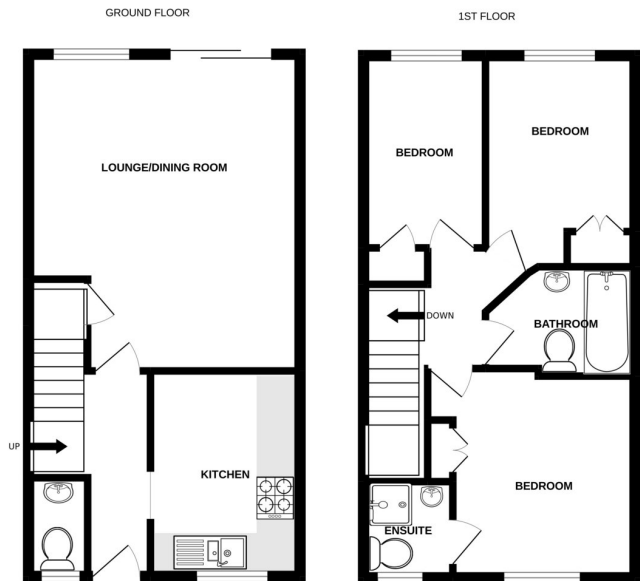 GROUND FLOOR
1ST FLOOR
LOUNGE/DINING ROOM
KITCHEN
UP
BEDROOM
BEDROOM
DOWN
BATHROOM
BEDROOM
ENSUITE